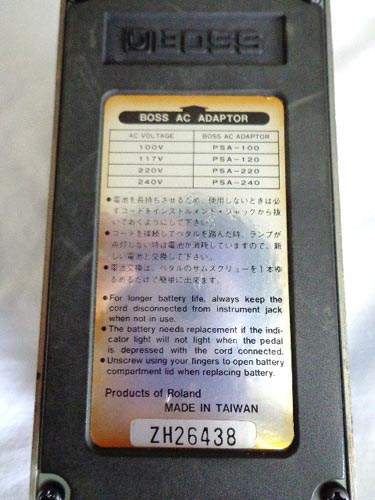 BOSS
BOSS AC ADAPTOR
AC VOLTAGE BOSS AC ADAPTOR
100V PSA-100
117V PSA-120
220V PSA-220
240V PSA-240
●電池を長持ちさせるため、使用しないときは必
ずコードをインストルメント・ジャックから抜
いておくようにして下さい。
●コードを接続してペダルを踏んだ時、ランプが
点灯しない時は電池が消耗していますので、新
しい電池と交換して下さい。
●電池交換は、ペダルのサムスクリューを1本ゆ
るめるだけで簡単に出来ます。
●For longer battery life, always keep the
cord disconnected from instrument jack
when not in use.
●The battery needs replacement if the indi-
cator light will not light when the pedal
is depressed with the cord connected.
●Unscrew using your fingers to open battery
compartment lid when replacing battery.
Products of Roland
MADE IN TAIWAN
ZH26438